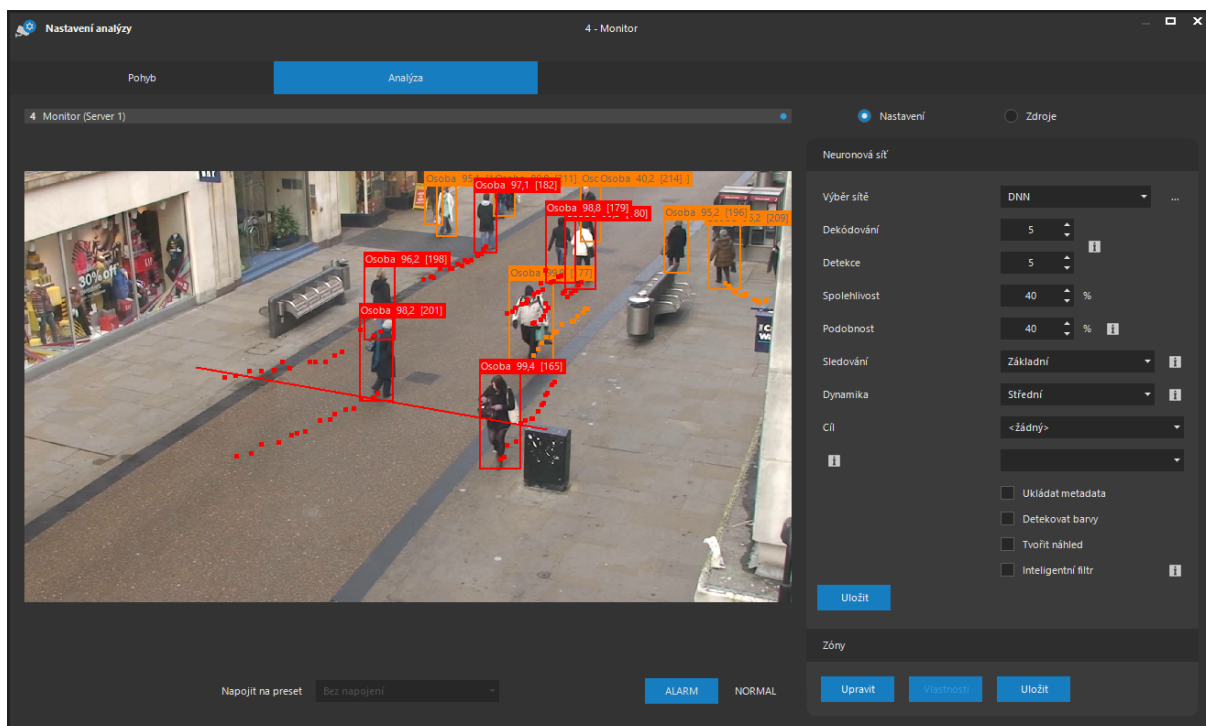 Nastavení analýzy
4 - Monitor
Pohyb
Analýza
4 Monitor (Server 1)
Nastavení
Zdroje
Neuronová síť
Výběr sítě
DNN
...
Dekódování
5
Detekce
5
Spolehlivost
40 %
Podobnost
40 %
Sledování
Základní
Dynamika
Střední
Cíl
<žádný>
Ukládat metadata
Detekovat barvy
Tvořit náhled
Inteligentní filtr
Uložit
Zóny
Upravit
Vlastnosti
Uložit
Osoba
Osoba 40,2 [214]
Osoba 97,1 [182]
Osoba 98,8 [179]
Osoba 95,2 [196]
[209]
Osoba 96,2 [198]
Osoba 98,2 [201]
Osoba 99,4 [165]
30% off
GAP
Napojit na preset
Bez napojení
ALARM
NORMAL